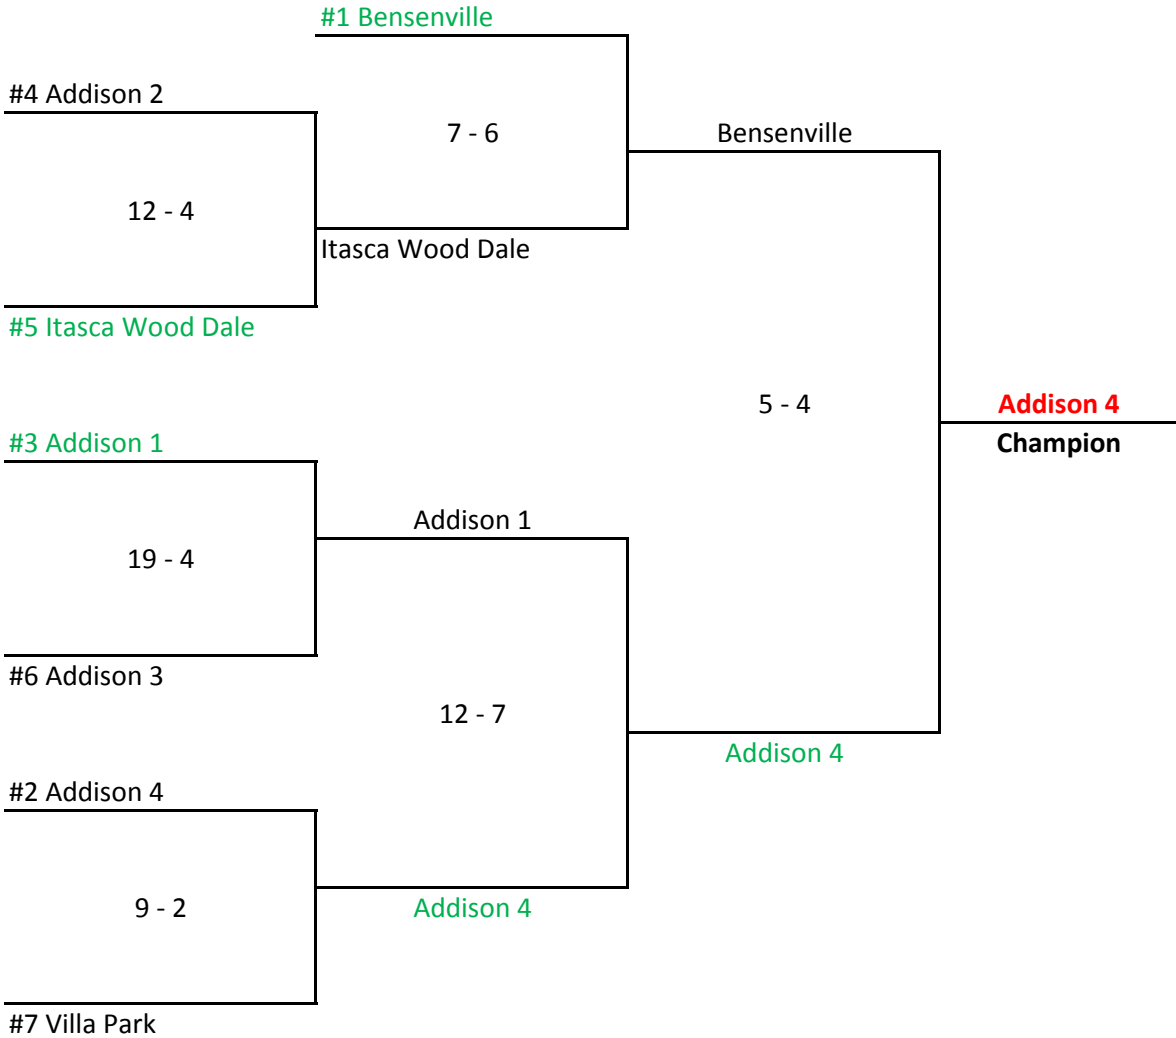 #1 Bensenville
#4 Addison 2
7 - 6
Bensenville
12 - 4
Itasca Wood Dale
#5 Itasca Wood Dale
5 - 4
Addison 4
Champion
#3 Addison 1
Addison 1
19 - 4
#6 Addison 3
12 - 7
Addison 4
#2 Addison 4
9 - 2
Addison 4
#7 Villa Park